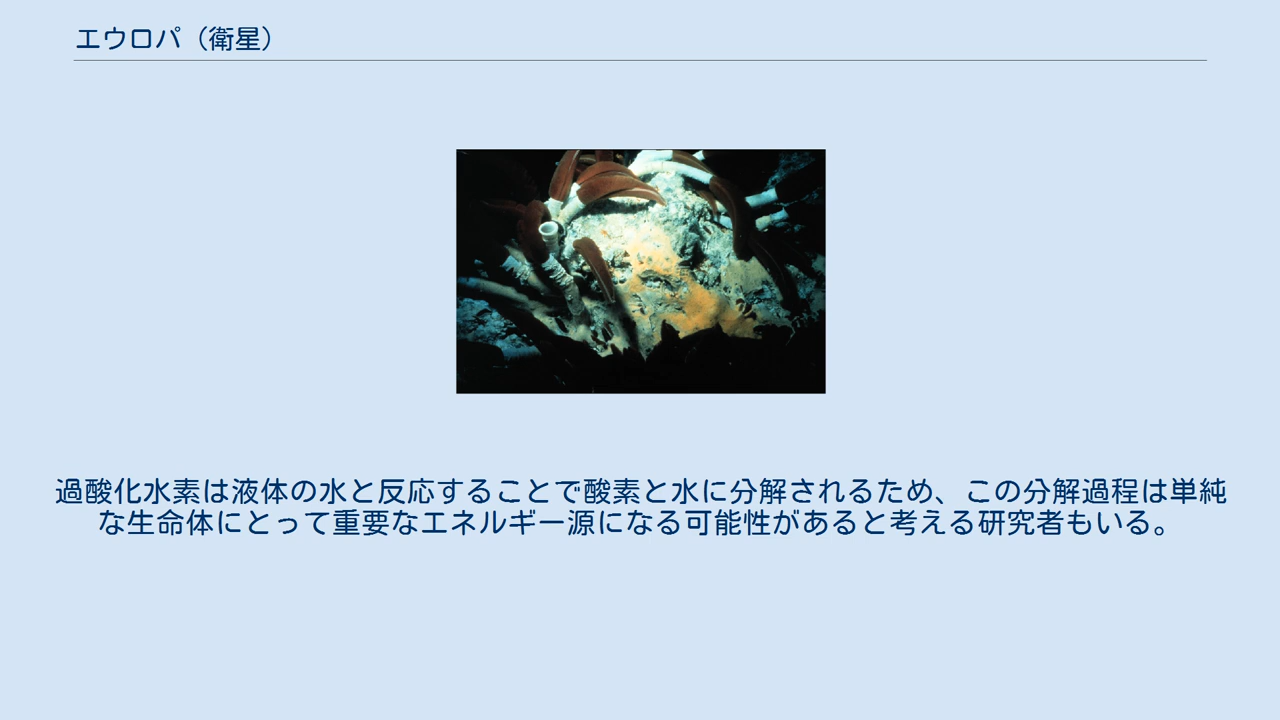 エウロパ（衛星）
過酸化水素は液体の水と反応することで酸素と水に分解されるため、この分解過程は単純
な生命体にとって重要なエネルギー源になる可能性があると考える研究者もいる。